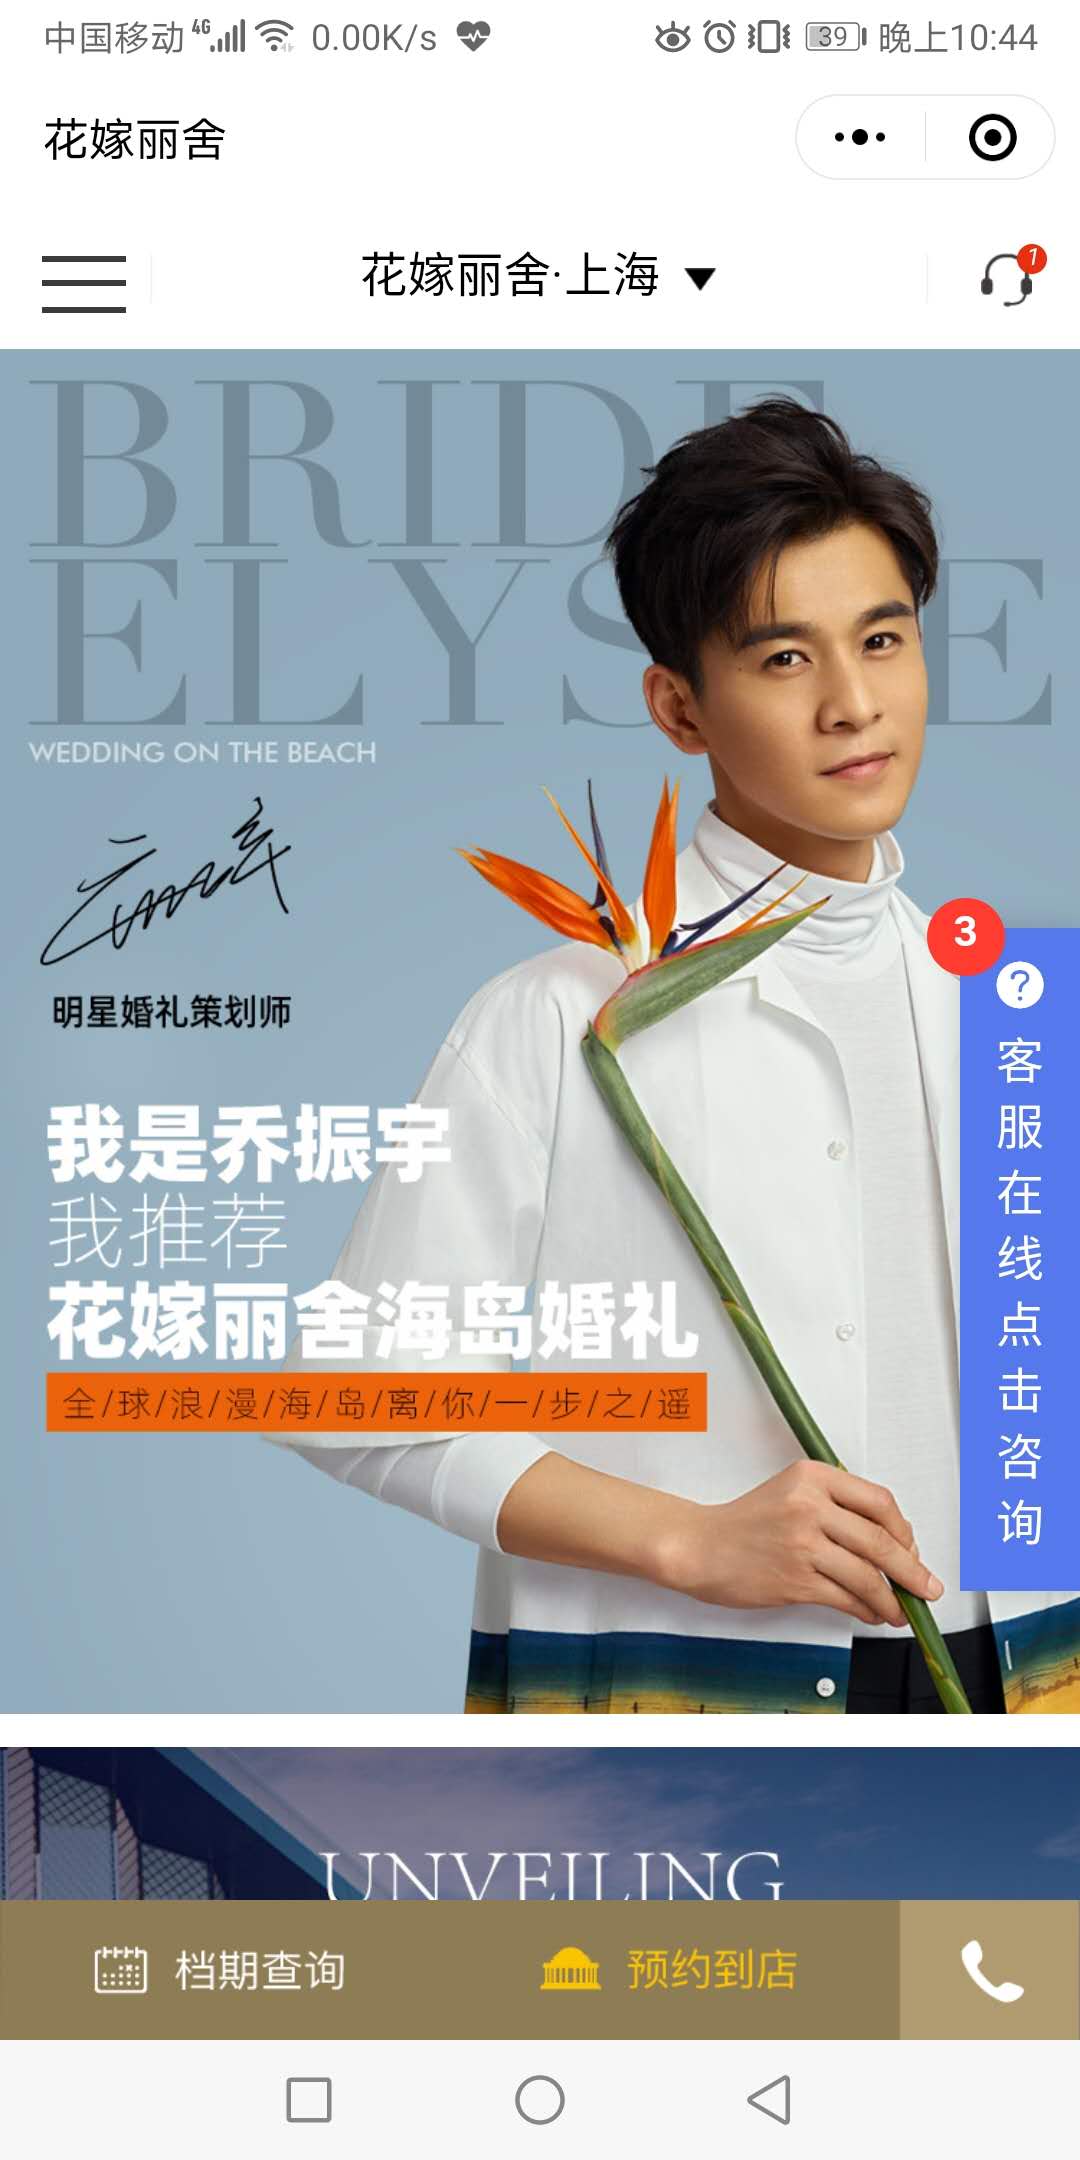 中国移动 4G 0.00K/s 39 晚上10:44
花嫁丽舍
花嫁丽舍·上海
1
BRIDE
ELYSEE
WEDDING ON THE BEACH
明星婚礼策划师
我是乔振宇
我推荐
花嫁丽舍海岛婚礼
全/球/浪/漫/海/岛/离/你/一/步/之/遥
3
?
客服在线点击咨询
UNVEILING
档期查询
预约到店